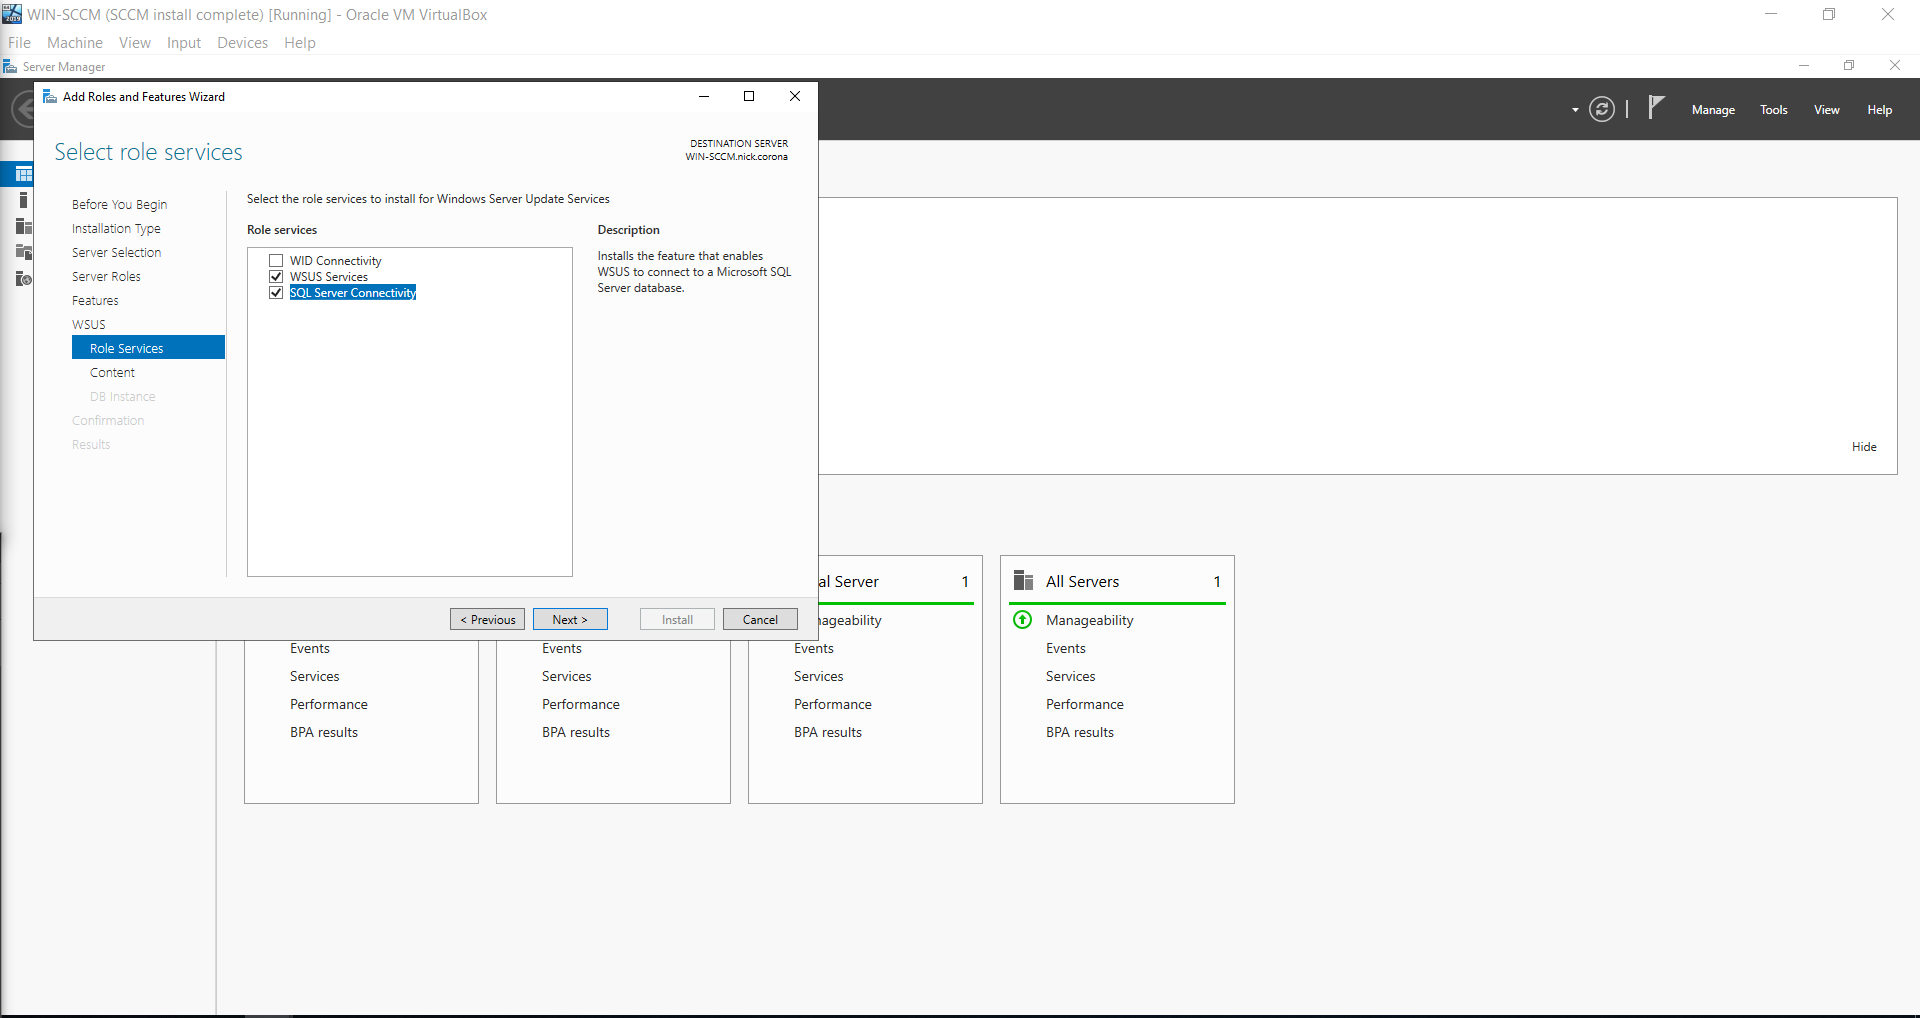 WIN-SCCM (SCCM install complete) [Running] - Oracle VM VirtualBox
File Machine View Input Devices Help
Server Manager
Add Roles and Features Wizard
Manage Tools View Help
Select role services
DESTINATION SERVER
WIN-SCCM.nick.corona
Before You Begin
Installation Type
Server Selection
Server Roles
Features
WSUS
Role Services
Content
DB Instance
Confirmation
Results
Select the role services to install for Windows Server Update Services
Role services
WID Connectivity
WSUS Services
SQL Server Connectivity
Description
Installs the feature that enables
WSUS to connect to a Microsoft SQL
Server database.
< Previous Next > Install Cancel
Hide
Events
Services
Performance
BPA results
Events
Services
Performance
BPA results
al Server 1
nageability
Events
Services
Performance
BPA results
All Servers 1
Manageability
Events
Services
Performance
BPA results